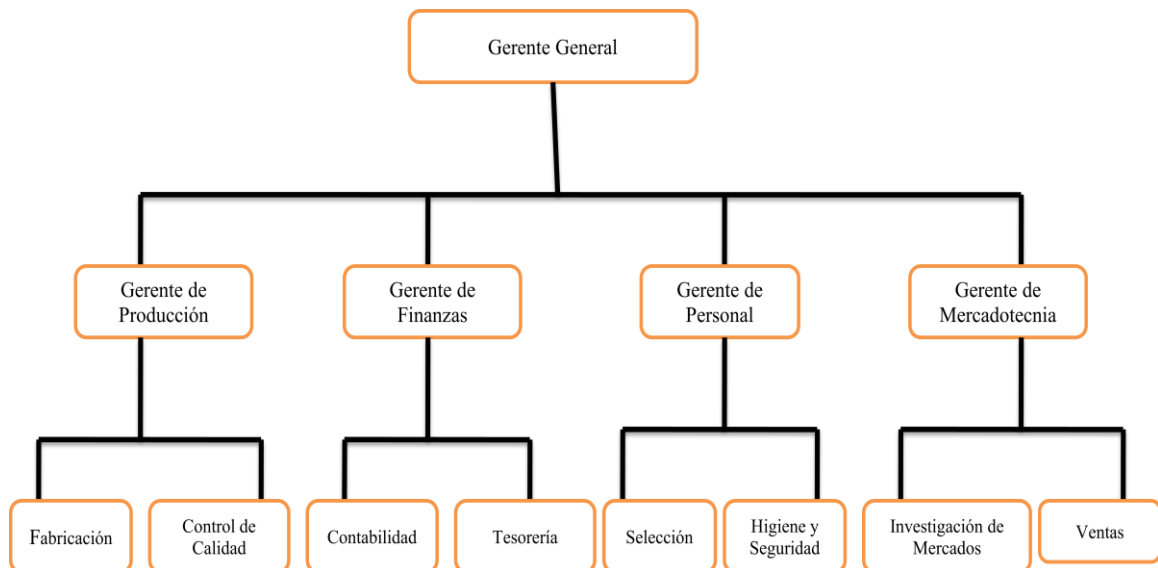 Gerente General
Gerente de
Producción
Gerente de
Finanzas
Gerente de
Personal
Gerente de
Mercadotecnia
Fabricación
Control de
Calidad
Contabilidad
Tesorería
Selección
Higiene y
Seguridad
Investigación de
Mercados
Ventas